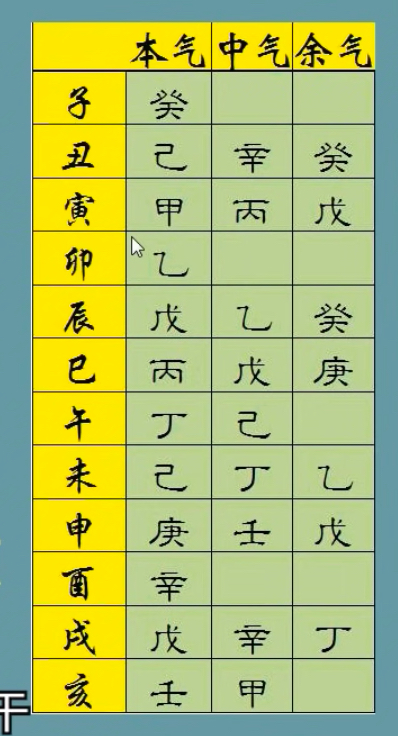 本气 中气 余气
子 癸
丑 己 辛 癸
寅 甲 丙 戊
卯 乙
辰 戊 乙 癸
巳 丙 戊 庚
午 丁 己
未 己 丁 乙
申 庚 壬 戊
酉 辛
戌 戊 辛 丁
亥 壬 甲
干